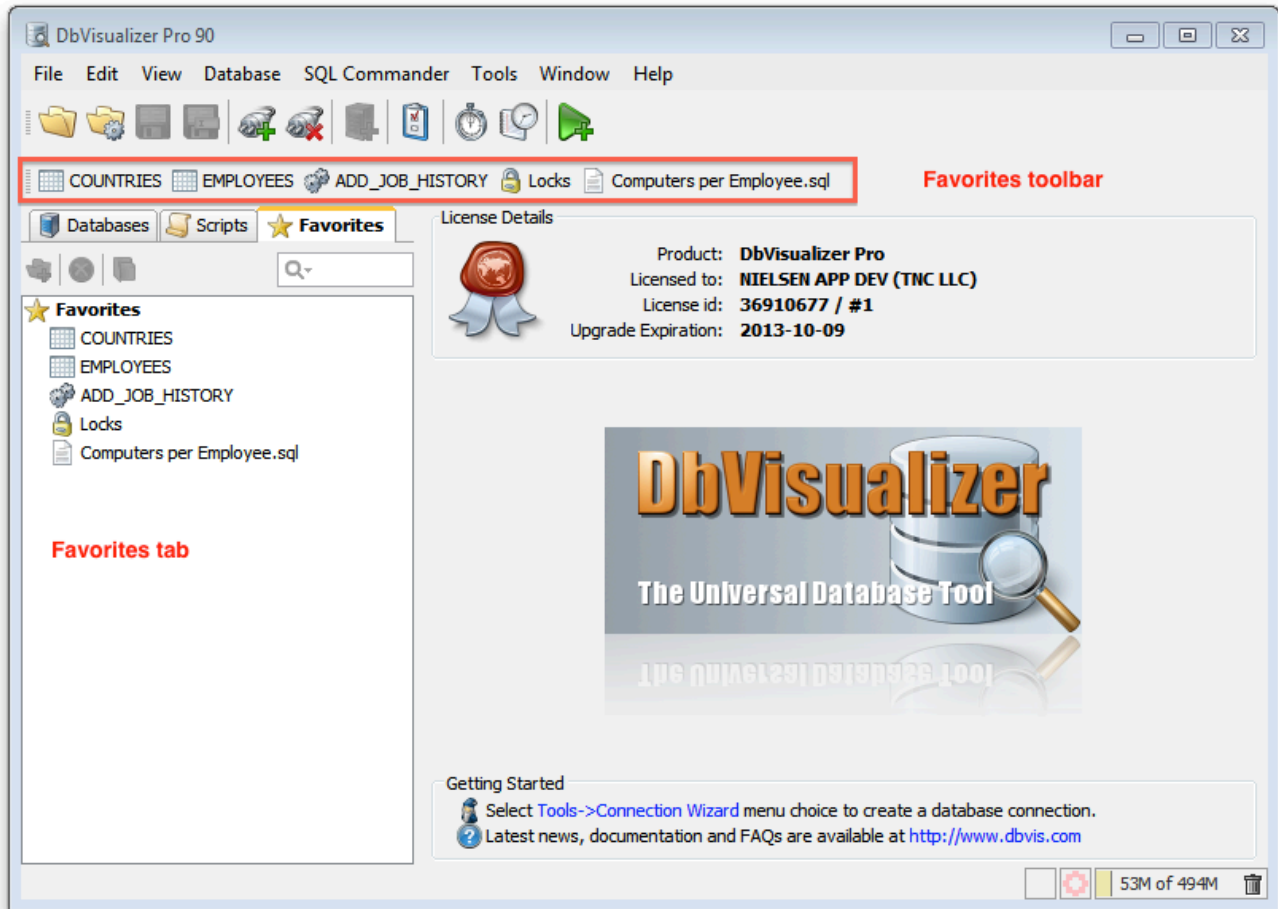 DbVisualizer Pro 90
File Edit View Database SQL Commander Tools Window Help
COUNTRIES EMPLOYEES ADD_JOB_HISTORY Locks Computers per Employee.sql
Favorites toolbar
Databases Scripts Favorites
Favorites
COUNTRIES
EMPLOYEES
ADD_JOB_HISTORY
Locks
Computers per Employee.sql
Favorites tab
License Details
Product: DbVisualizer Pro
Licensed to: NIELSEN APP DEV (TNC LLC)
License id: 36910677 / #1
Upgrade Expiration: 2013-10-09
DbVisualizer
The Universal Database Tool
The Universal Database Tool
Getting Started
Select Tools->Connection Wizard menu choice to create a database connection.
Latest news, documentation and FAQs are available at http://www.dbvis.com
53M of 494M